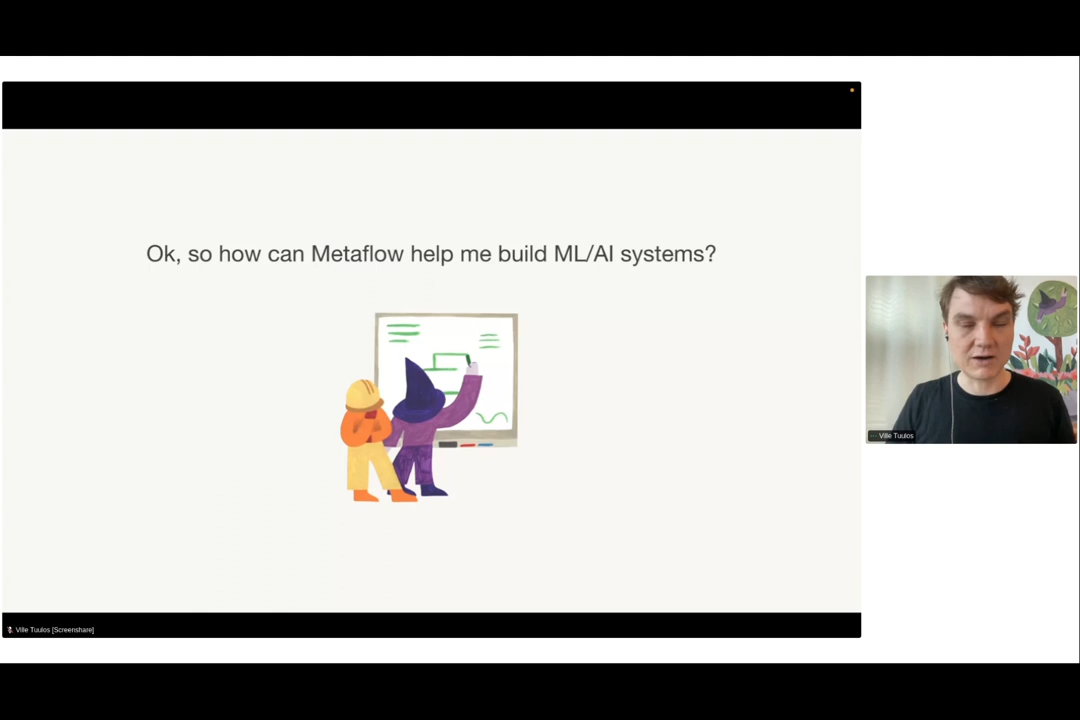 Ok, so how can Metaflow help me build ML/AI systems?
Ville Tuulos
Ville Tuulos [Screenshare]